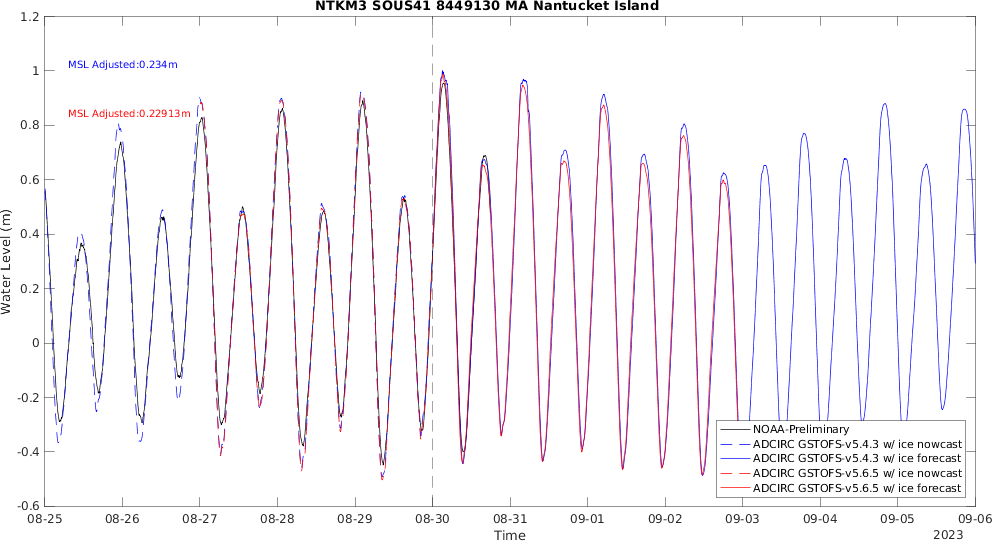 NTKM3 SOUS41 8449130 MA Nantucket Island
1.2
1
0.8
0.6
0.4
0.2
0
-0.2
-0.4
-0.6
Water Level (m)
MSL Adjusted:0.234m
MSL Adjusted:0.22913m
NOAA-Preliminary
ADCIRC GSTOFS-v5.4.3 w/ ice nowcast
ADCIRC GSTOFS-v5.4.3 w/ ice forecast
ADCIRC GSTOFS-v5.6.5 w/ ice nowcast
ADCIRC GSTOFS-v5.6.5 w/ ice forecast
08-25 08-26 08-27 08-28 08-29 08-30 08-31 09-01 09-02 09-03 09-04 09-05 09-06
Time
2023